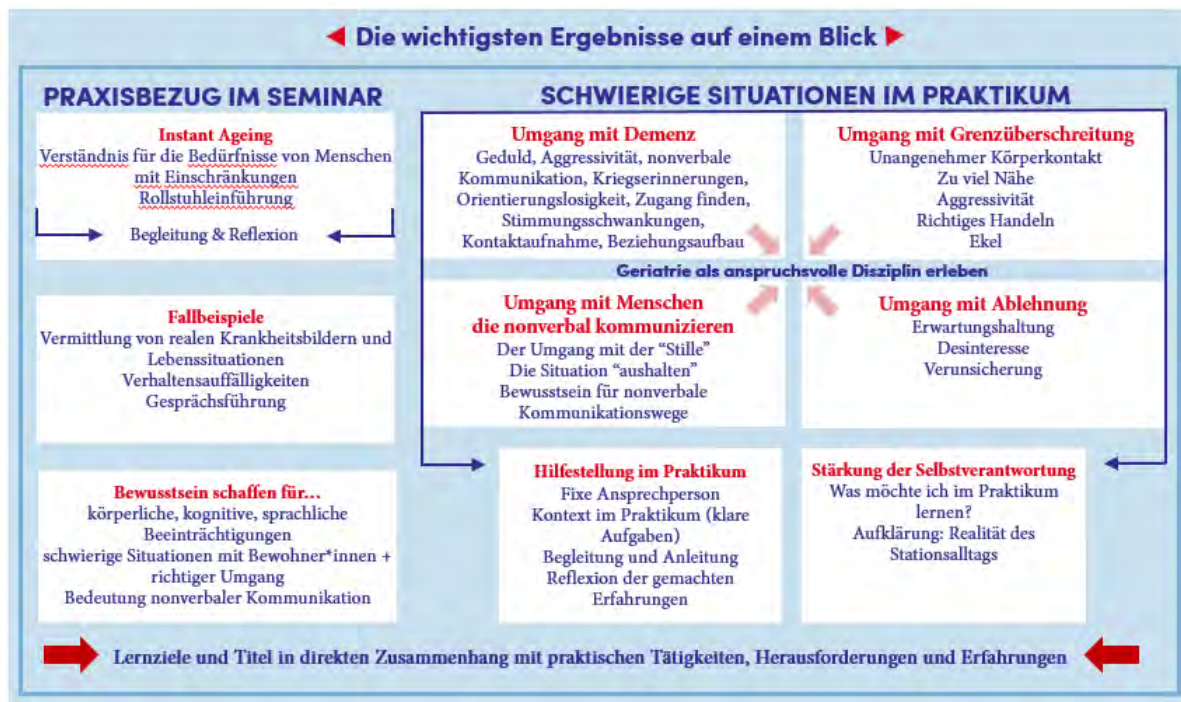 Die wichtigsten Ergebnisse auf einem Blick
PRAXISBEZUG IM SEMINAR
Instant Ageing
Verständnis für die Bedürfnisse von Menschen
mit Einschränkungen
Rollstuhleinführung
Begleitung & Reflexion
Fallbeispiele
Vermittlung von realen Krankheitsbildern und
Lebenssituationen
Verhaltensauffälligkeiten
Gesprächsführung
Bewusstsein schaffen für...
körperliche, kognitive, sprachliche
Beeinträchtigungen
schwierige Situationen mit Bewohner*innen +
richtiger Umgang
Bedeutung nonverbaler Kommunikation
SCHWIERIGE SITUATIONEN IM PRAKTIKUM
Umgang mit Demenz
Geduld, Aggressivität, nonverbale
Kommunikation, Kriegserinnerungen,
Orientierungslosigkeit, Zugang finden,
Stimmungsschwankungen,
Kontaktaufnahme, Beziehungsaufbau
Umgang mit Grenzüberschreitung
Unangenehmer Körperkontakt
Zu viel Nähe
Aggressivität
Richtiges Handeln
Ekel
Geriatrie als anspruchsvolle Disziplin erleben
Umgang mit Menschen
die nonverbal kommunizieren
Der Umgang mit der “Stille”
Die Situation “aushalten”
Bewusstsein für nonverbale
Kommunikationswege
Umgang mit Ablehnung
Erwartungshaltung
Desinteresse
Verunsicherung
Hilfestellung im Praktikum
Fixe Ansprechperson
Kontext im Praktikum (klare
Aufgaben)
Begleitung und Anleitung
Reflexion der gemachten
Erfahrungen
Stärkung der Selbstverantwortung
Was möchte ich im Praktikum
lernen?
Aufklärung: Realität des
Stationsalltags
Lernziele und Titel in direkten Zusammenhang mit praktischen Tätigkeiten, Herausforderungen und Erfahrungen